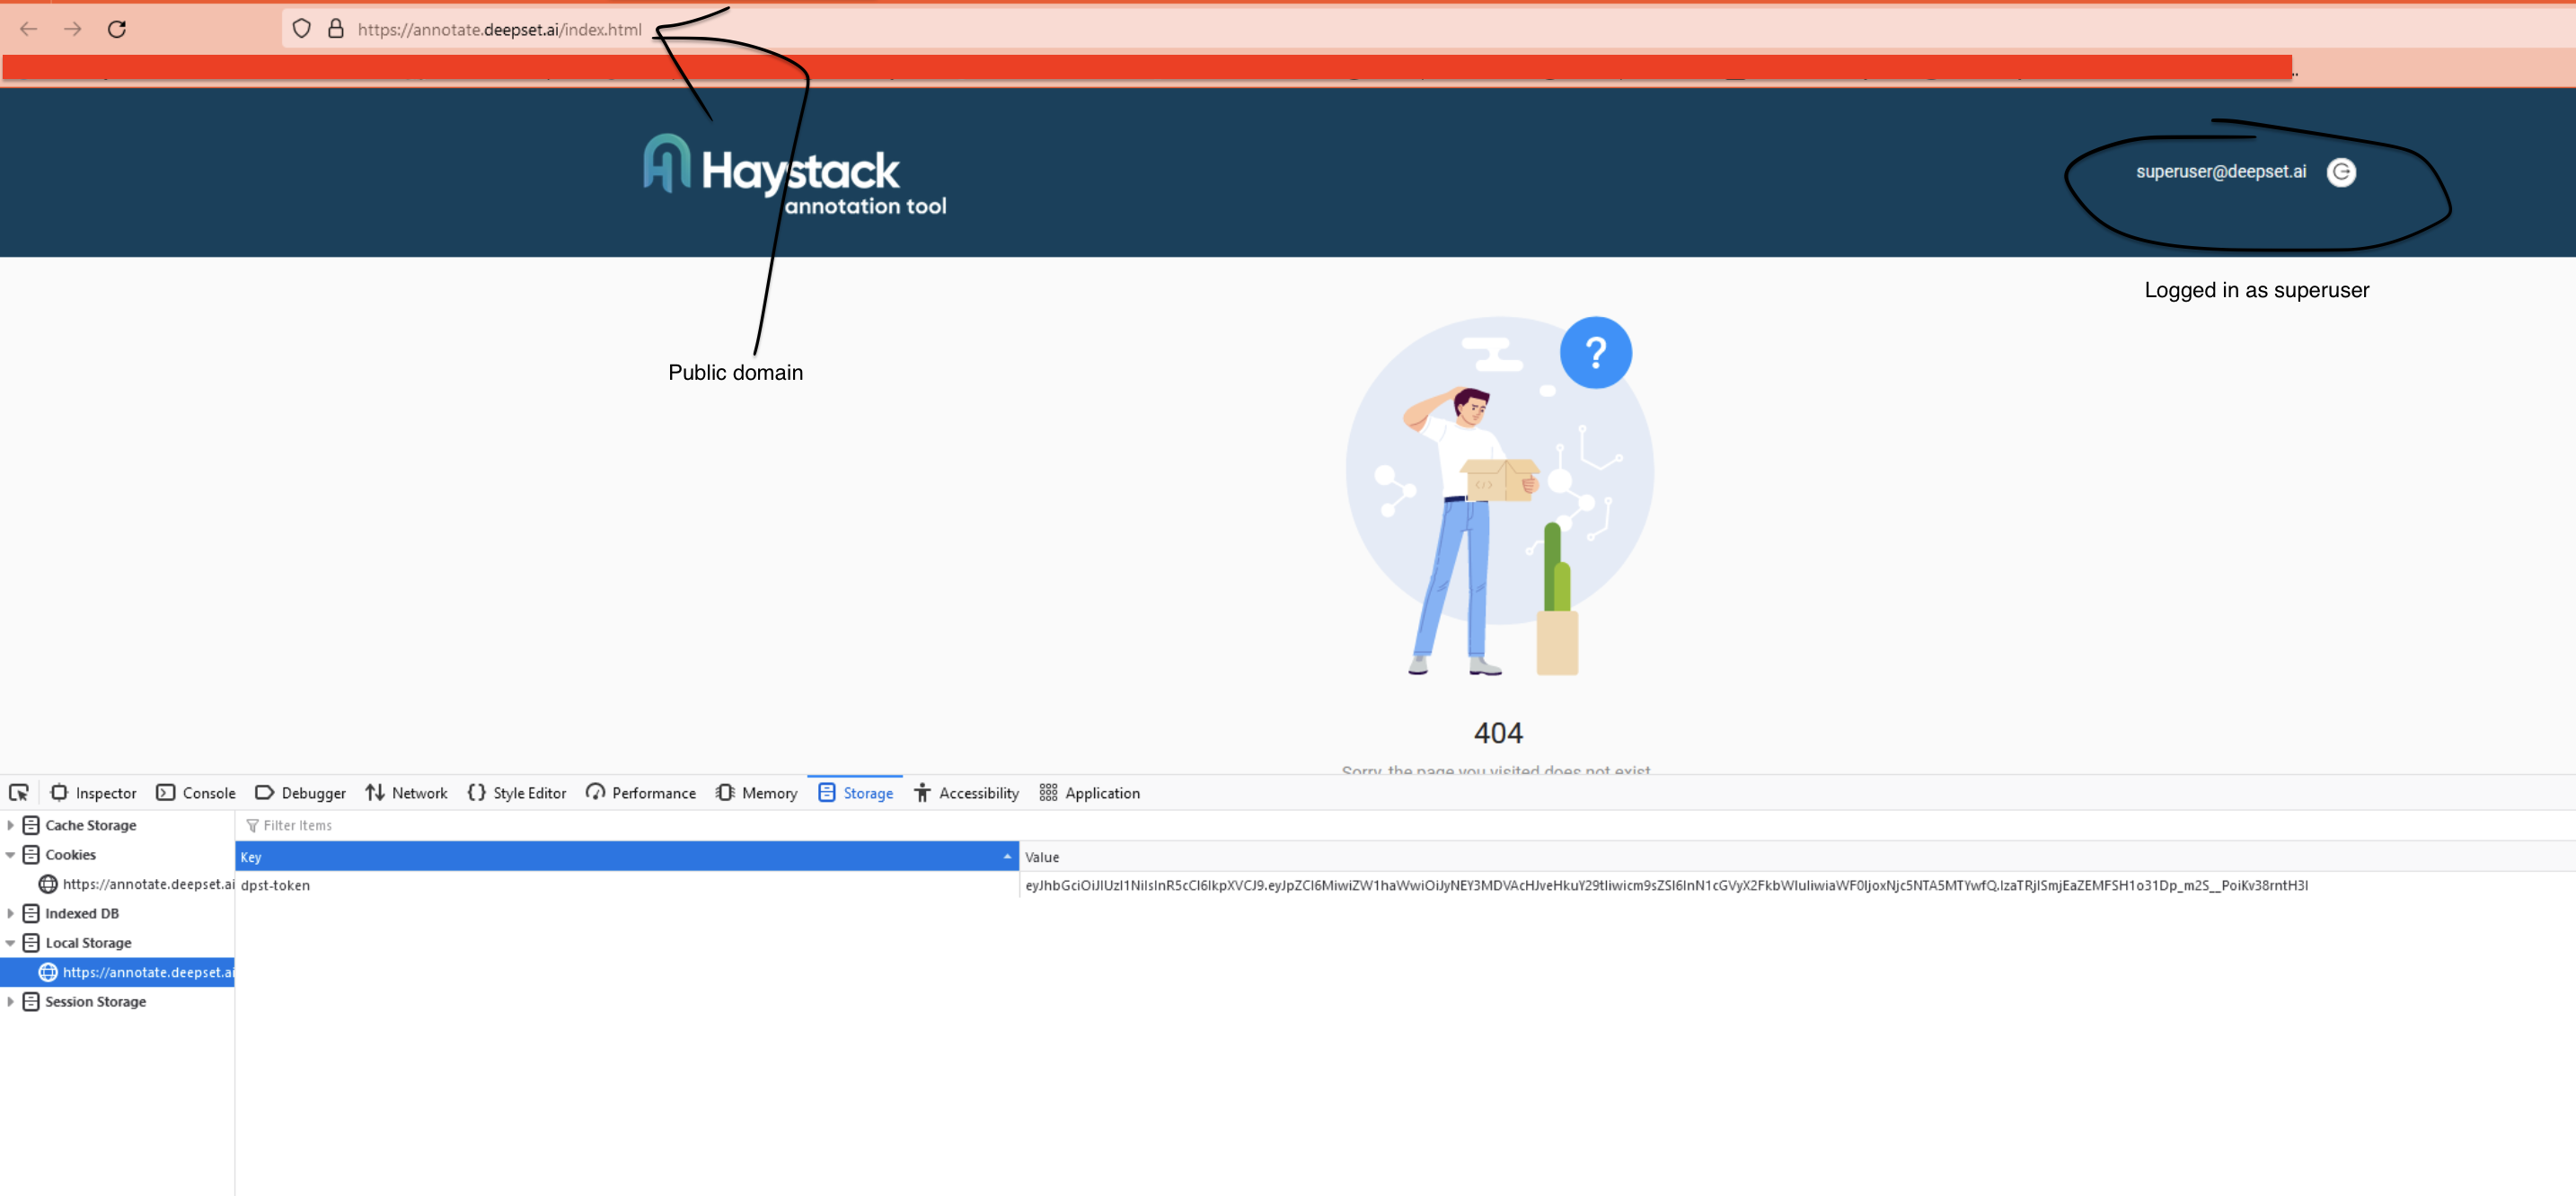 https://annotate.deepset.ai/index.html
Haystack
annotation tool
superuser@deepset.ai
Logged in as superuser
Public domain
?
404
Sorry, the page you visited does not exist
Inspector
Console
Debugger
Network
Style Editor
Performance
Memory
Storage
Accessibility
Application
Cache Storage
Filter Items
Cookies
Key
Value
https://annotate.deepset.ai
dpst-token
Indexed DB
Local Storage
https://annotate.deepset.ai
Session Storage